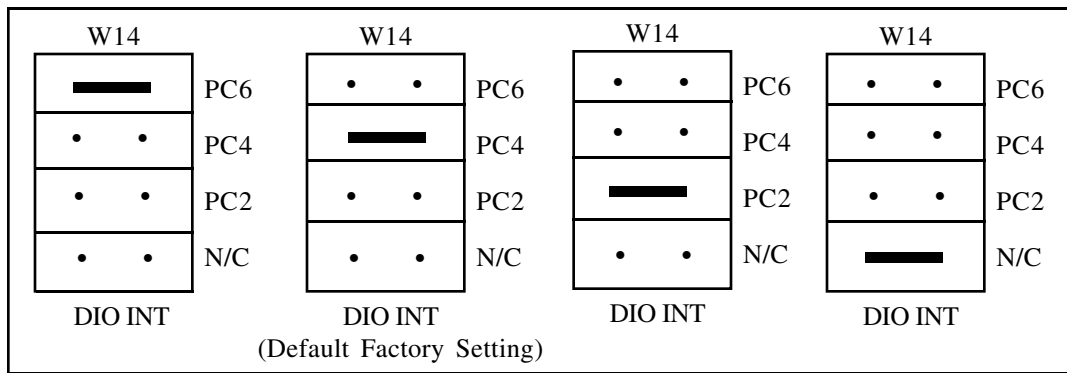 W14 W14 W14 W14
PC6 PC6 PC6 PC6
PC4 PC4 PC4 PC4
PC2 PC2 PC2 PC2
N/C N/C N/C N/C
DIO INT DIO INT DIO INT DIO INT
(Default Factory Setting)